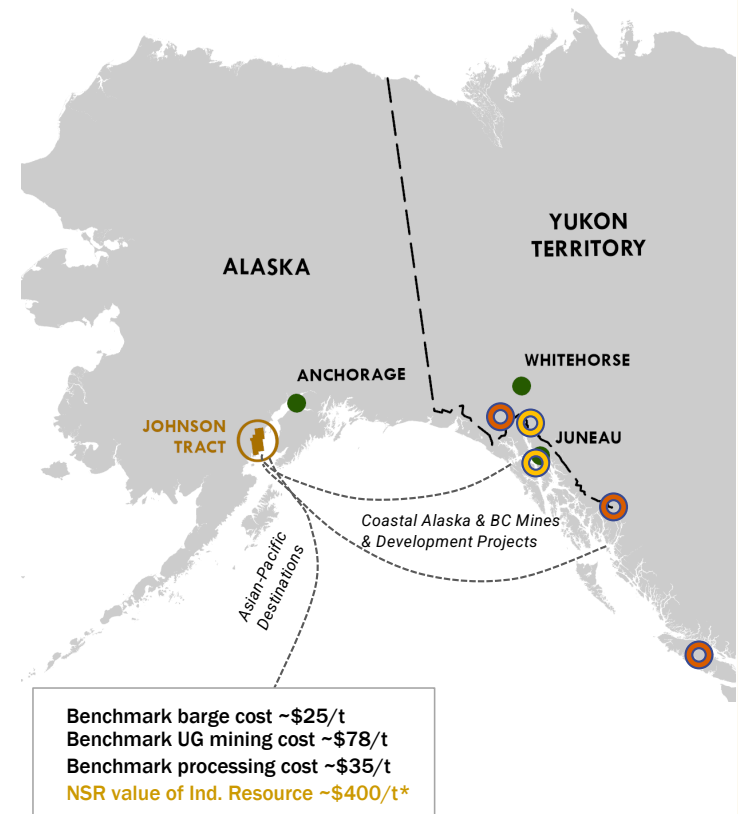 YUKON
TERRITORY
ALASKA
WHITEHORSE
ANCHORAGE
JOHNSON
TRACT
JUNEAU
Coastal Alaska & BC Mines
& Development Projects
Asian-Pacific
Destinations
Benchmark barge cost ~$25/t
Benchmark UG mining cost ~$78/t
Benchmark processing cost ~$35/t
NSR value of Ind. Resource ~$400/t*